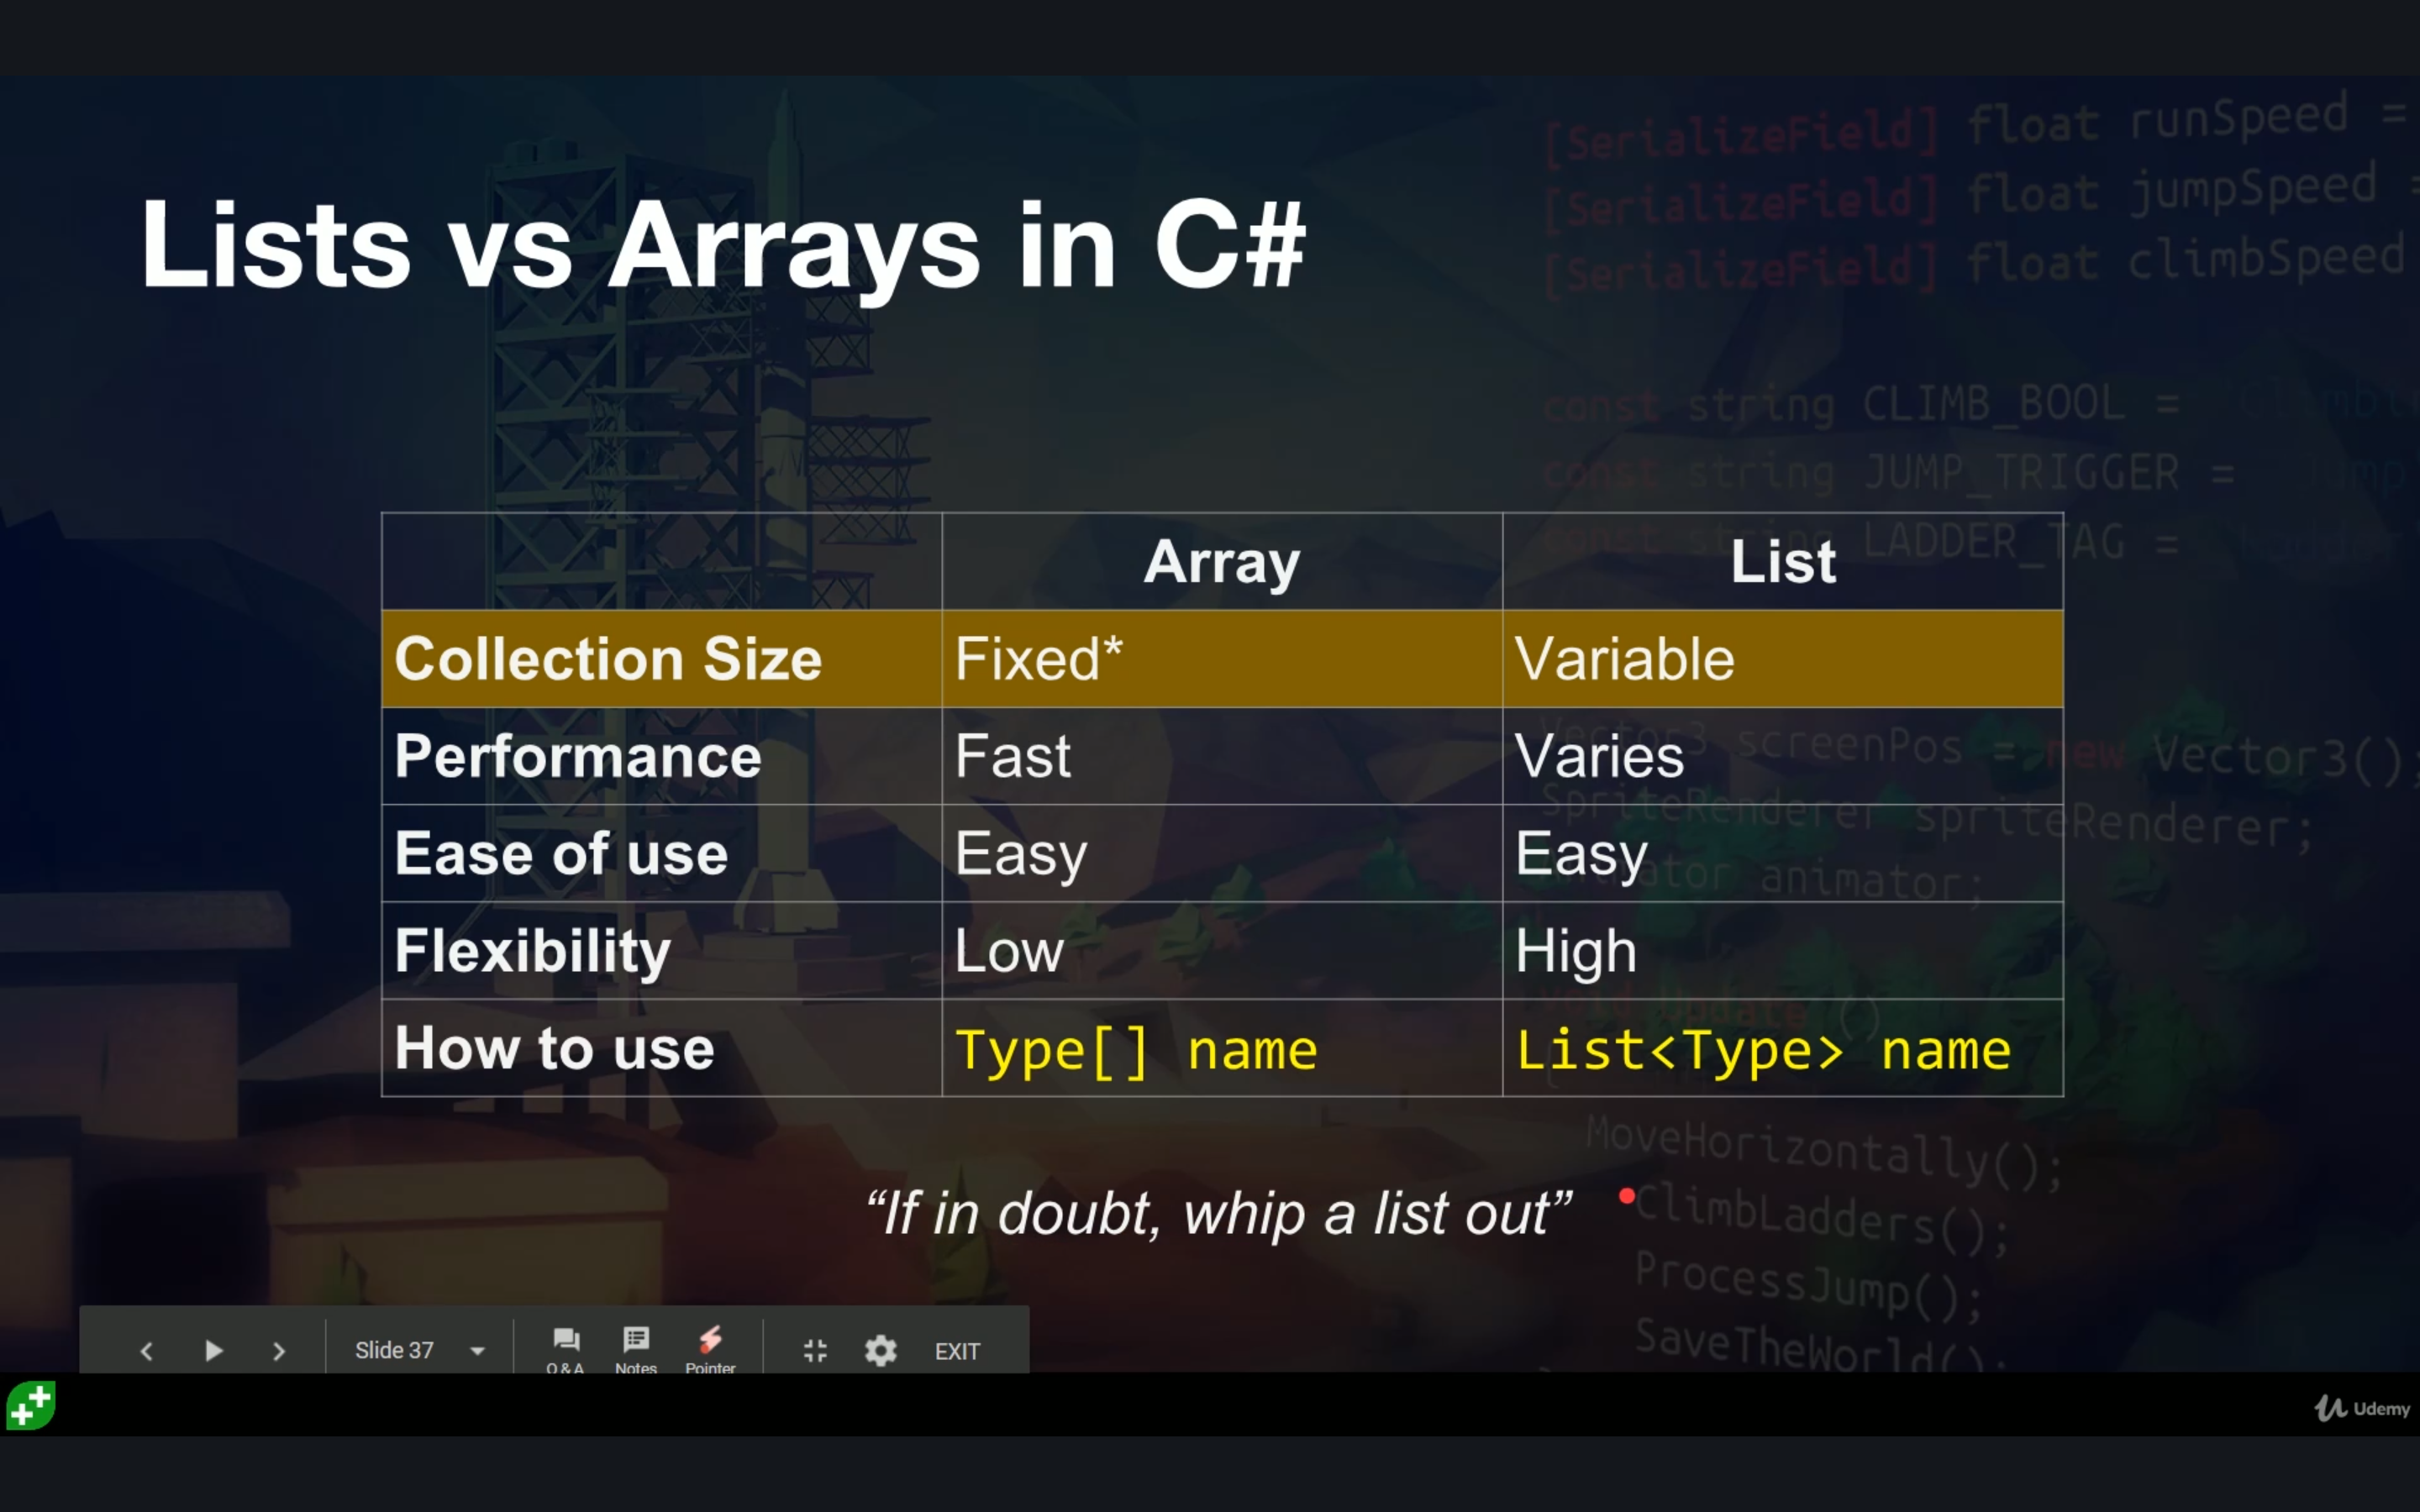 [SerializeField] float runSpeed =
[SerializeField] float jumpSpeed =
[SerializeField] float climbSpeed
Lists vs Arrays in C#
const string CLIMB_BOOL =
const string JUMP_TRIGGER =
const string LADDER_TAG =
Array List
Collection Size Fixed* Variable
Performance Fast Varies
Ease of use Easy Easy
Flexibility Low High
How to use Type[] name List<Type> name
Vector3 screenPos = new Vector3();
SpriteRenderer spriteRenderer;
animator;
void Update ()
MoveHorizontally();
ClimbLadders();
ProcessJump();
SaveTheWorld();
“If in doubt, whip a list out”
Slide 37
Q & A Notes Pointer EXIT
Udemy